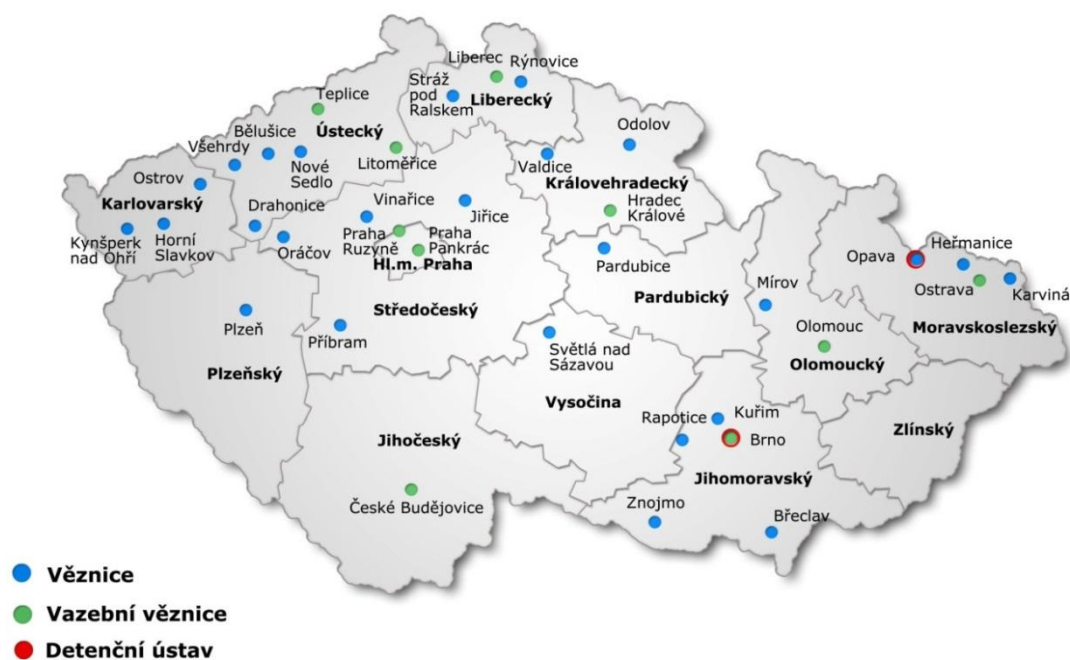 Liberec
Rýnovice
Stráž
pod
Ralskem
Liberecký
Teplice
Ústecký
Bělušice
Všehrdy
Nové
Sedlo
Litoměřice
Odolov
Valdice
Královehradecký
Hradec
Králové
Ostrov
Karlovarský
Kynšperk
nad Ohří
Horní
Slavkov
Drahonice
Oráčov
Vinařice
Jiřice
Praha
Ruzyně
Praha
Pankrác
Hl.m. Praha
Středočeský
Příbram
Plzeň
Plzeňský
Pardubice
Pardubický
Opava
Heřmanice
Ostrava
Karviná
Moravskoslezský
Mírov
Olomouc
Olomoucký
Světlá nad
Sázavou
Vysočina
Rapotice
Kuřim
Brno
Zlínský
Jihočeský
Jihomoravský
České Budějovice
Znojmo
Břeclav
Věznice
Vazební věznice
Detenční ústav